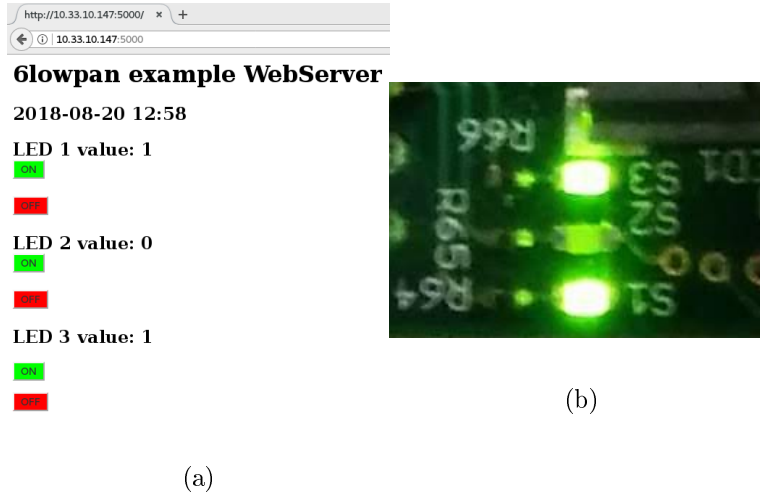 http://10.33.10.147:5000/ × +
10.33.10.147:5000
6lowpan example WebServer
2018-08-20 12:58
LED 1 value: 1
ON
OFF
LED 2 value: 0
ON
OFF
LED 3 value: 1
ON
OFF
(a)
R66
S3
S2
R65
R64
S1
(b)